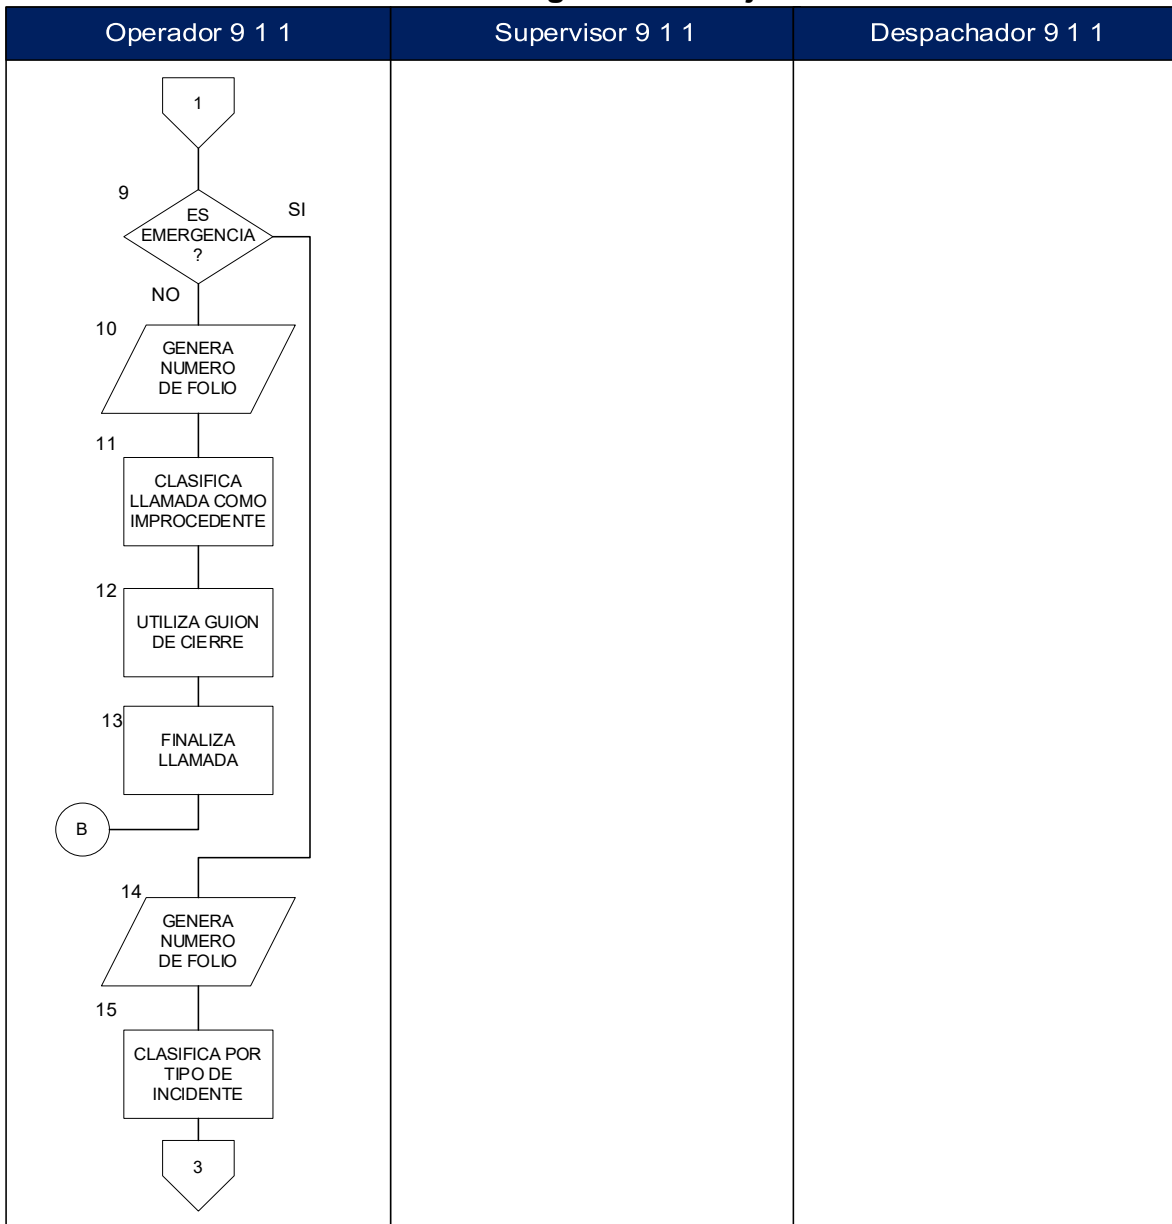 Operador 9 1 1
Supervisor 9 1 1
Despachador 9 1 1
1
9
ES
EMERGENCIA
?
SI
NO
10
GENERA
NUMERO
DE FOLIO
11
CLASIFICA
LLAMADA COMO
IMPROCEDENTE
12
UTILIZA GUION
DE CIERRE
13
FINALIZA
LLAMADA
B
14
GENERA
NUMERO
DE FOLIO
15
CLASIFICA POR
TIPO DE
INCIDENTE
3